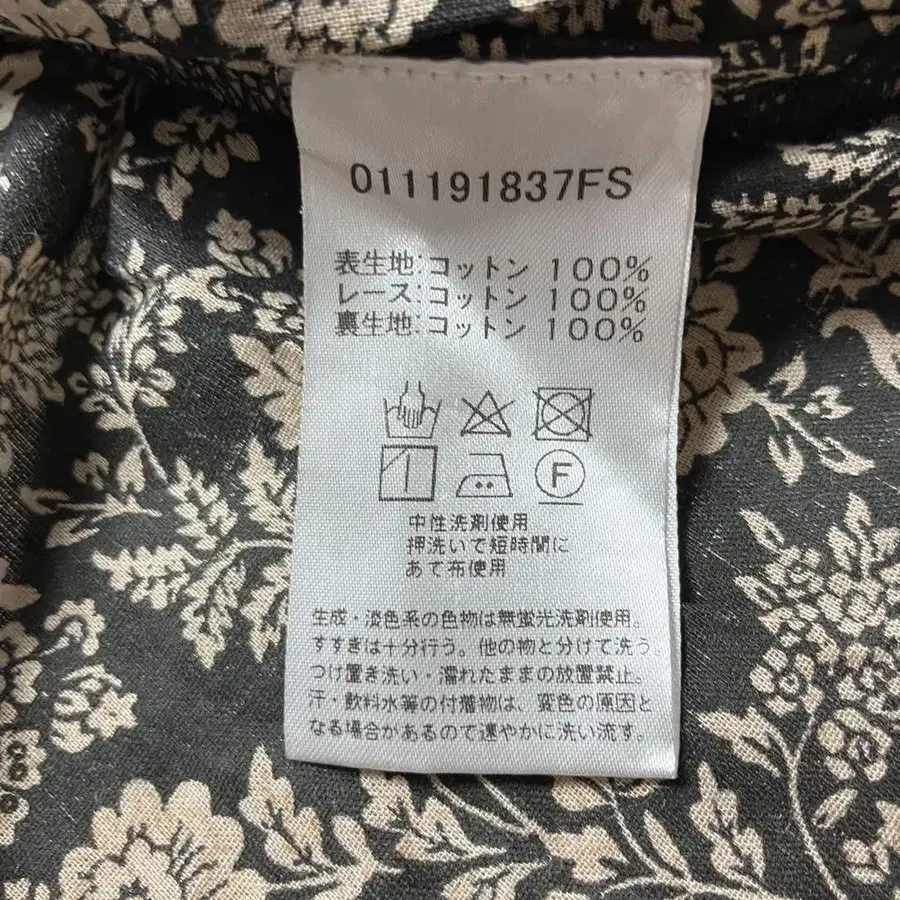 011191837FS
表生地:コットン 100%
レース:コットン 100%
裏生地:コットン 100%
F
中性洗剤使用
押洗いで短時間に
あて布使用
生成・淡色系の色物は無蛍光洗剤使用。
すすぎは十分行う。他の物と分けて洗う。
つけ置き洗い・濡れたままの放置禁止。
汗・飲料水等の付着物は、変色の原因と
なる場合があるので速やかに洗い流す。